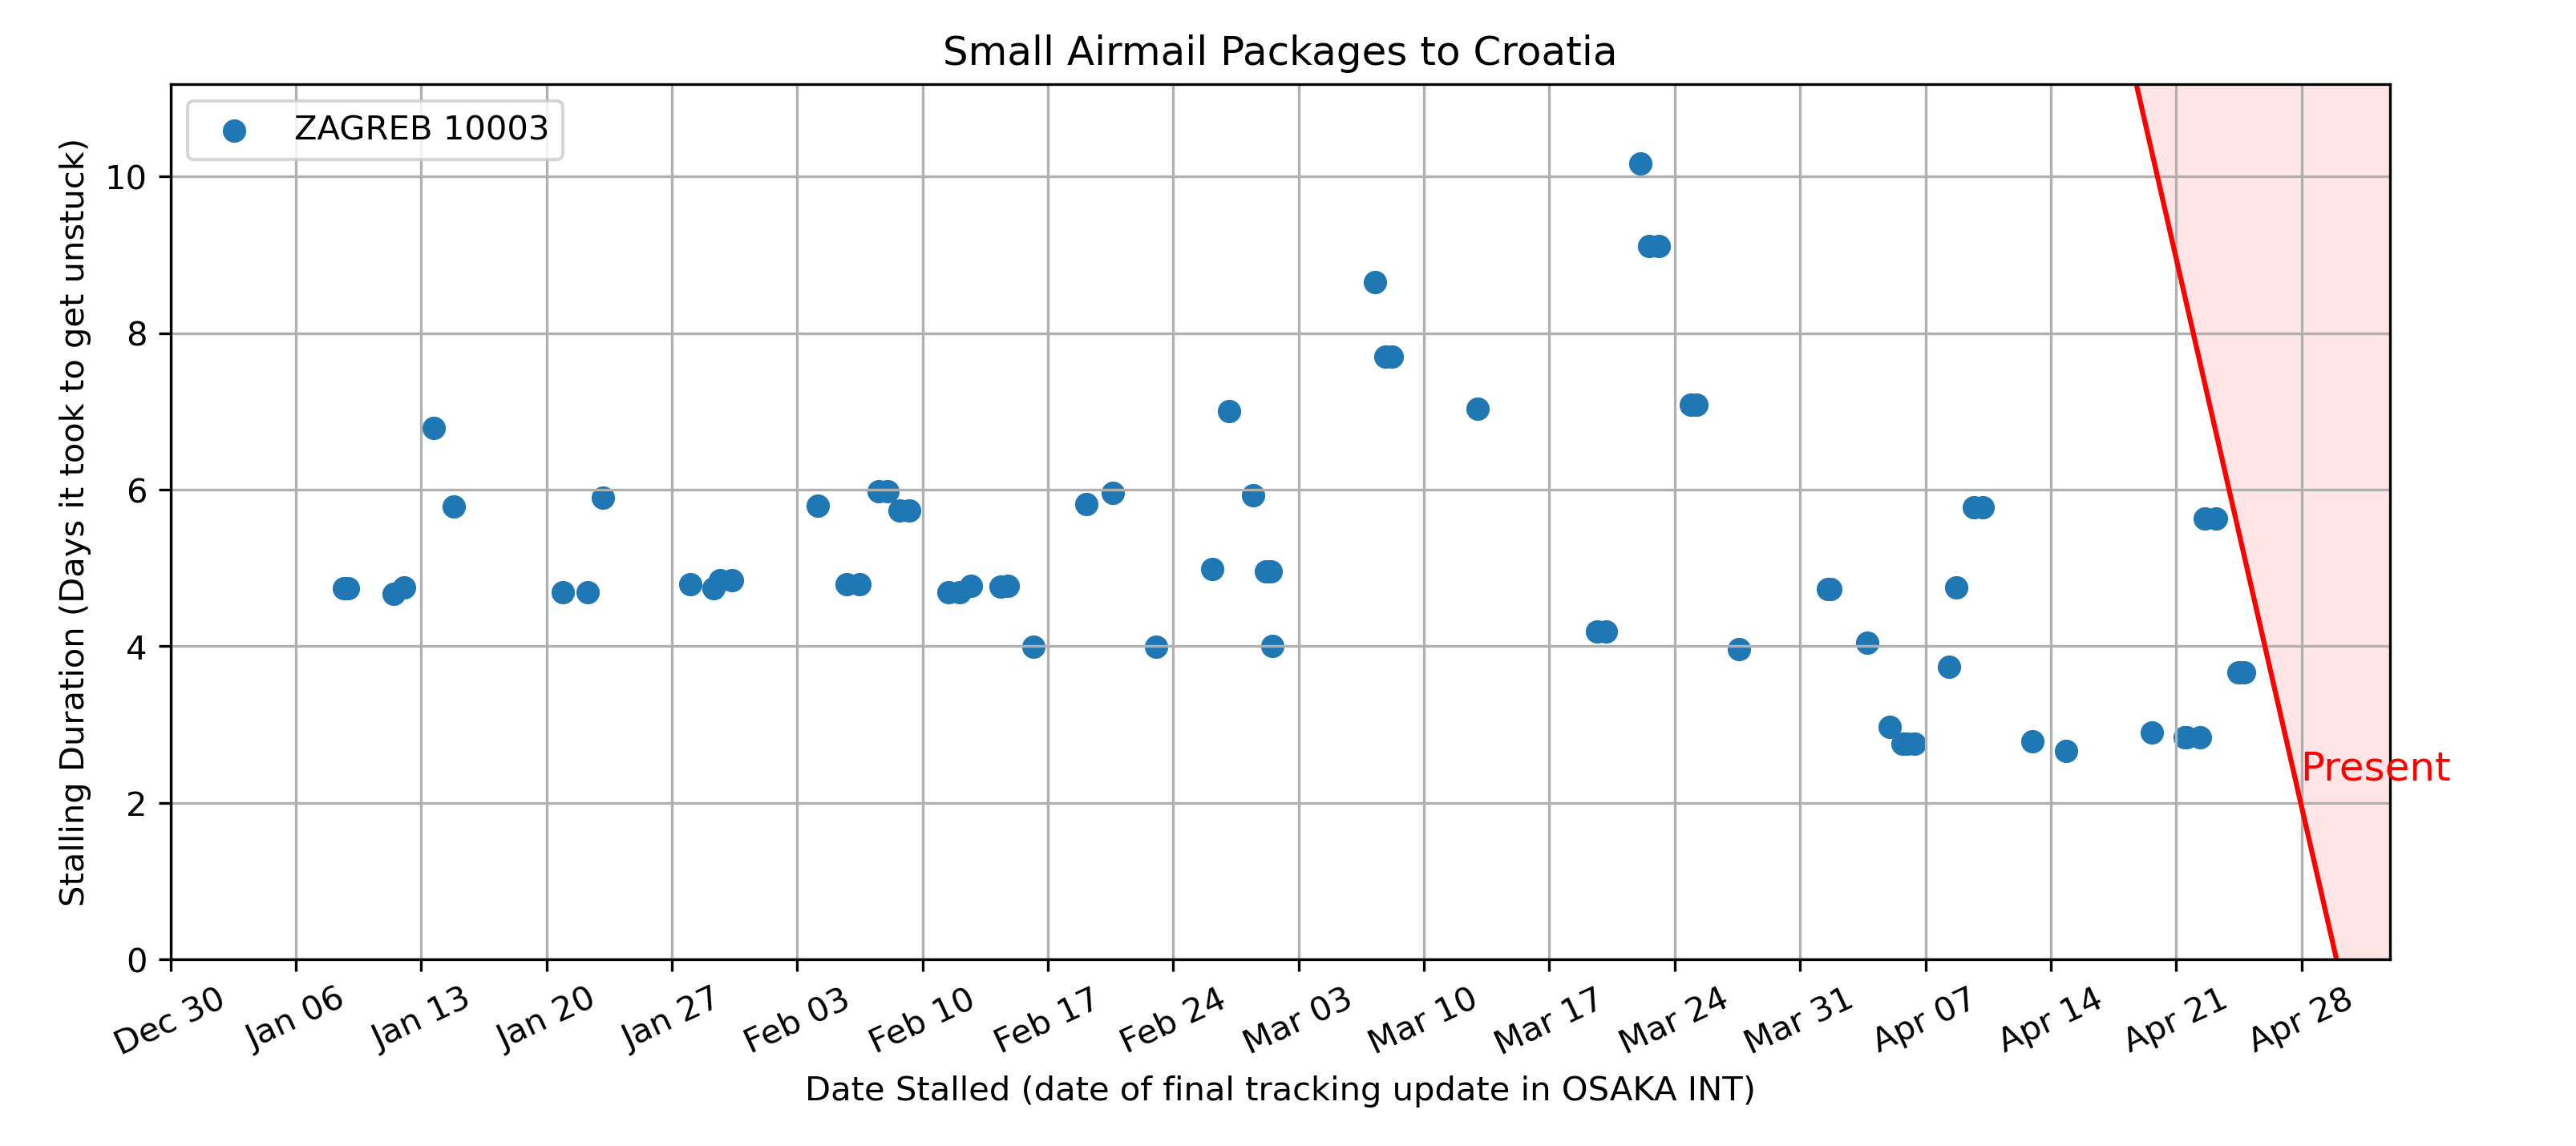 Small Airmail Packages to Croatia
ZAGREB 10003
Stalling Duration (Days it took to get unstuck)
10
8
6
4
2
0
Present
Dec 30
Jan 06
Jan 13
Jan 20
Jan 27
Feb 03
Feb 10
Feb 17
Feb 24
Mar 03
Mar 10
Mar 17
Mar 24
Mar 31
Apr 07
Apr 14
Apr 21
Apr 28
Date Stalled (date of final tracking update in OSAKA INT)